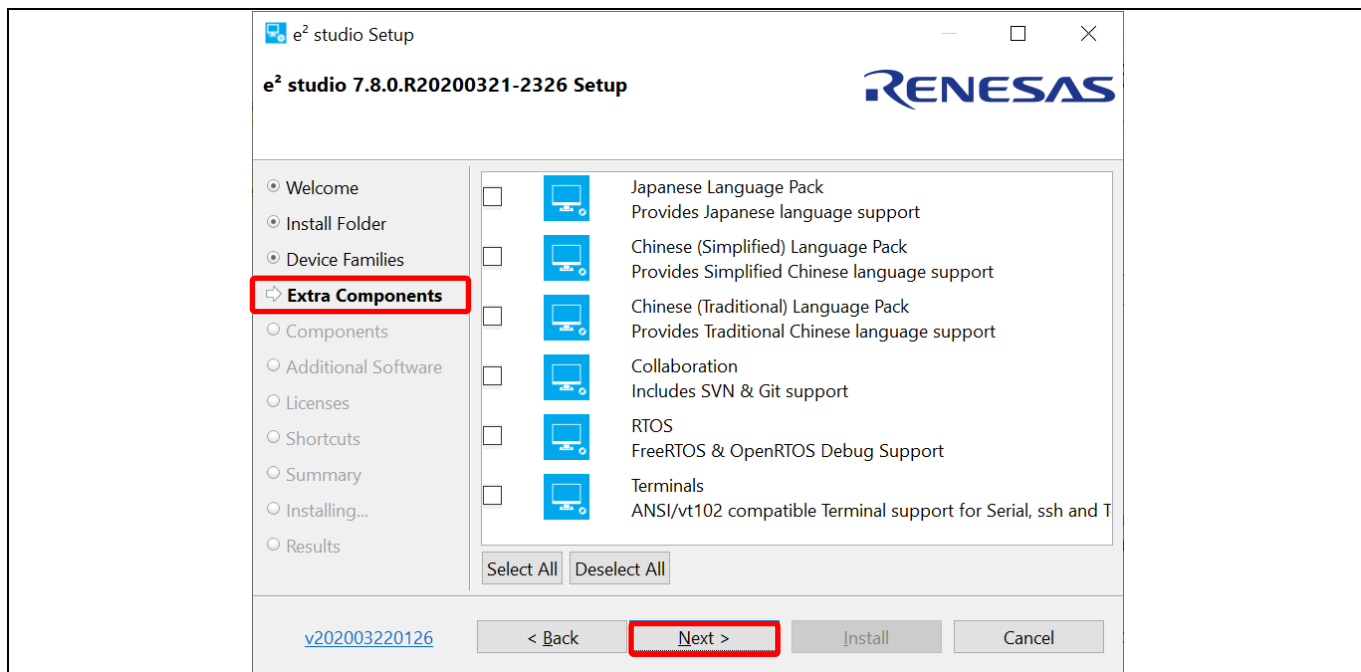 e² studio Setup
e² studio 7.8.0.R20200321-2326 Setup
RENESAS
Welcome
Install Folder
Device Families
Extra Components
Components
Additional Software
Licenses
Shortcuts
Summary
Installing...
Results
Japanese Language Pack
Provides Japanese language support
Chinese (Simplified) Language Pack
Provides Simplified Chinese language support
Chinese (Traditional) Language Pack
Provides Traditional Chinese language support
Collaboration
Includes SVN & Git support
RTOS
FreeRTOS & OpenRTOS Debug Support
Terminals
ANSI/vt102 compatible Terminal support for Serial, ssh and T
Select All Deselect All
v202003220126 < Back Next > Install Cancel